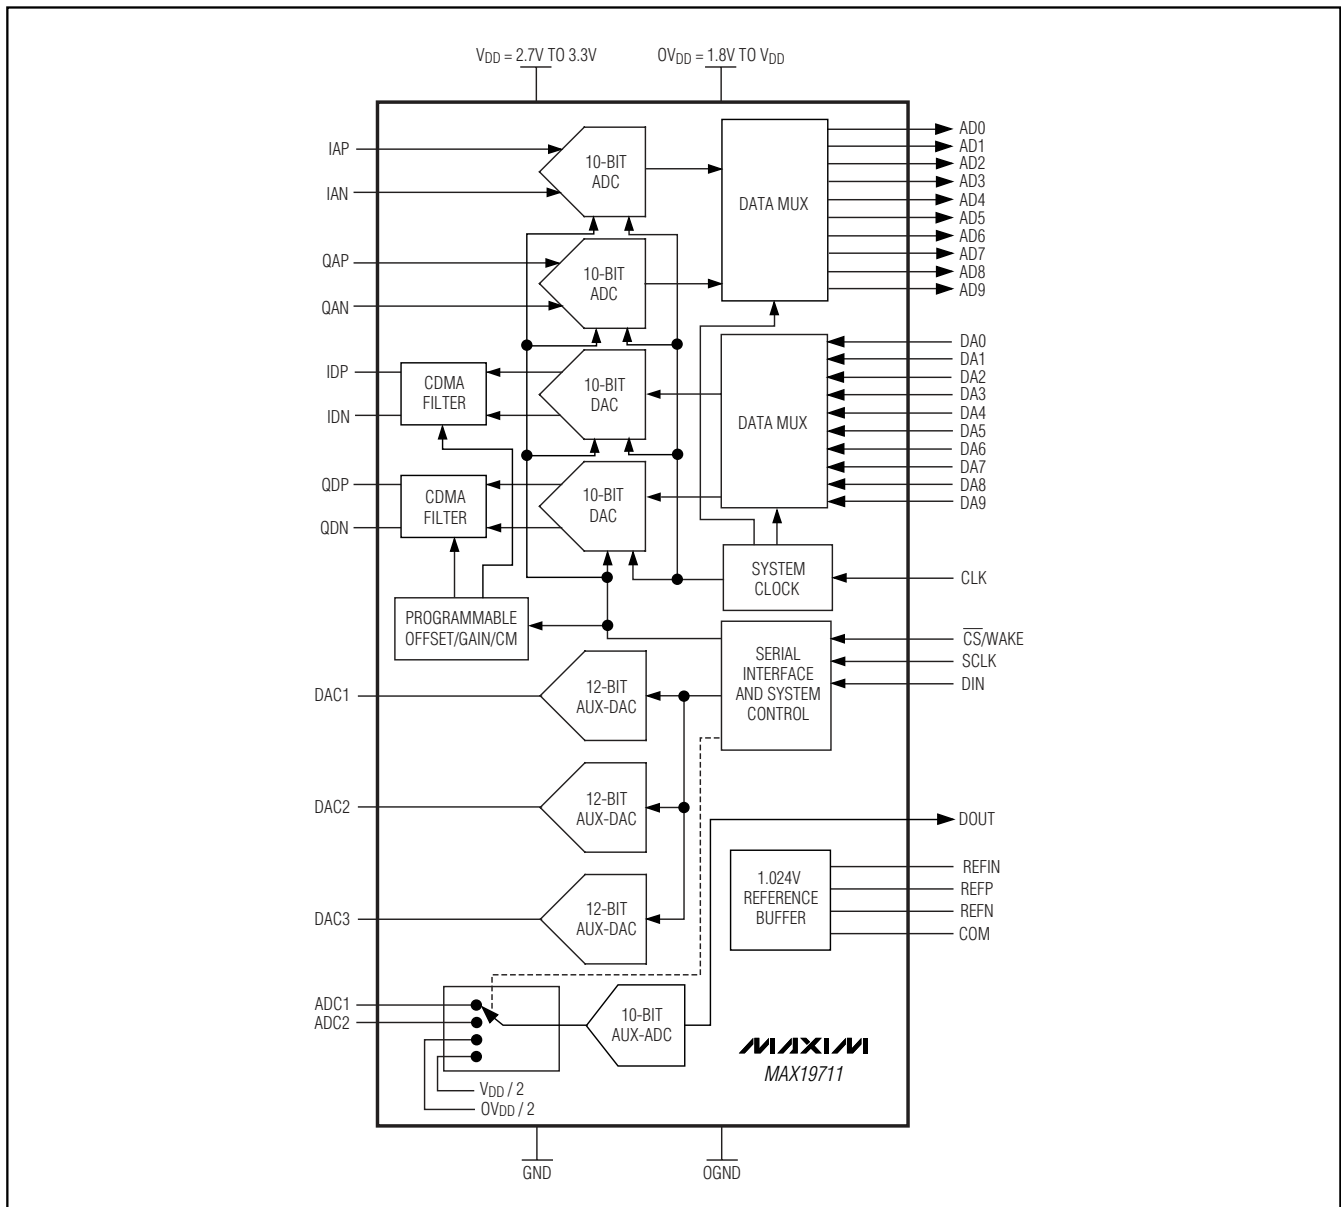 VDD = 2.7V TO 3.3V
OVDD = 1.8V TO VDD
IAP
IAN
QAP
QAN
IDP
IDN
QDP
QDN
DAC1
DAC2
DAC3
ADC1
ADC2
10-BIT
ADC
10-BIT
ADC
10-BIT
DAC
10-BIT
DAC
CDMA
FILTER
CDMA
FILTER
PROGRAMMABLE
OFFSET/GAIN/CM
12-BIT
AUX-DAC
12-BIT
AUX-DAC
12-BIT
AUX-DAC
10-BIT
AUX-ADC
VDD / 2
OVDD / 2
DATA MUX
DATA MUX
SYSTEM
CLOCK
SERIAL
INTERFACE
AND SYSTEM
CONTROL
1.024V
REFERENCE
BUFFER
MAXIM
MAX19711
AD0
AD1
AD2
AD3
AD4
AD5
AD6
AD7
AD8
AD9
DA0
DA1
DA2
DA3
DA4
DA5
DA6
DA7
DA8
DA9
CLK
CS/WAKE
SCLK
DIN
DOUT
REFIN
REFP
REFN
COM
GND
OGND